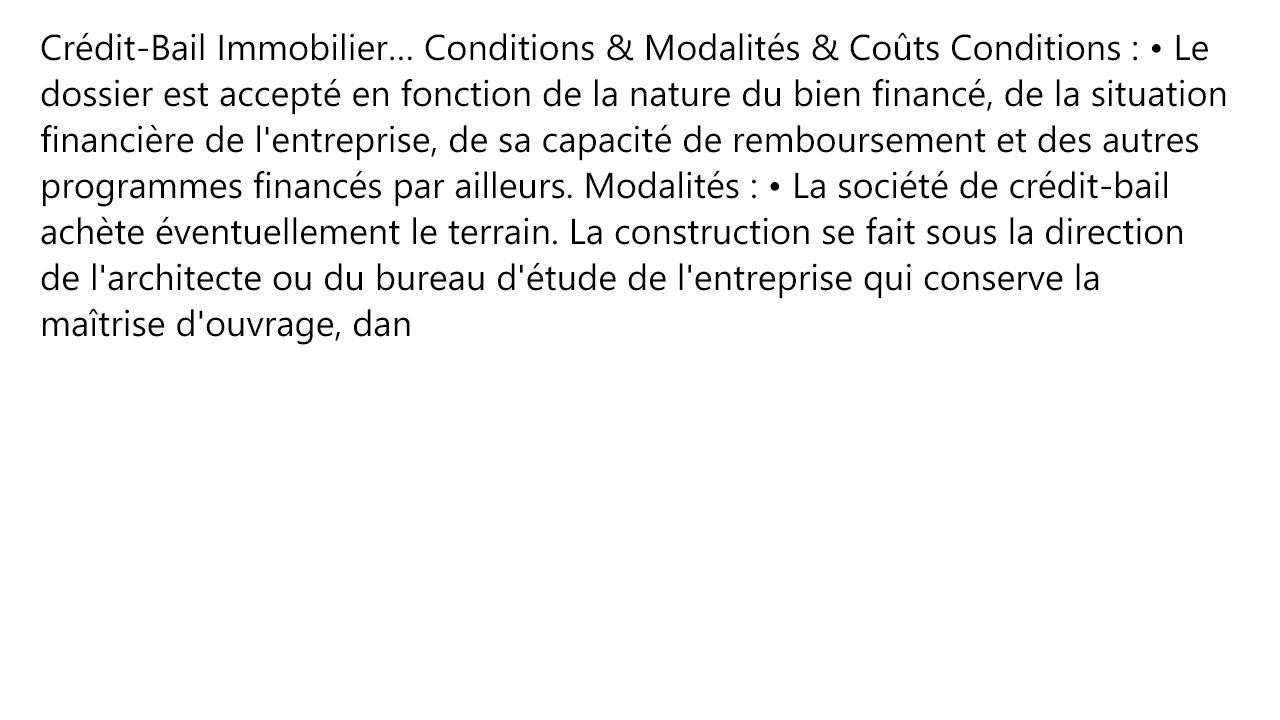 Crédit-Bail Immobilier... Conditions & Modalités & Coûts Conditions : • Le
dossier est accepté en fonction de la nature du bien financé, de la situation
financière de l'entreprise, de sa capacité de remboursement et des autres
programmes financés par ailleurs. Modalités : • La société de crédit-bail
achète éventuellement le terrain. La construction se fait sous la direction
de l'architecte ou du bureau d'étude de l'entreprise qui conserve la
maîtrise d'ouvrage, dan